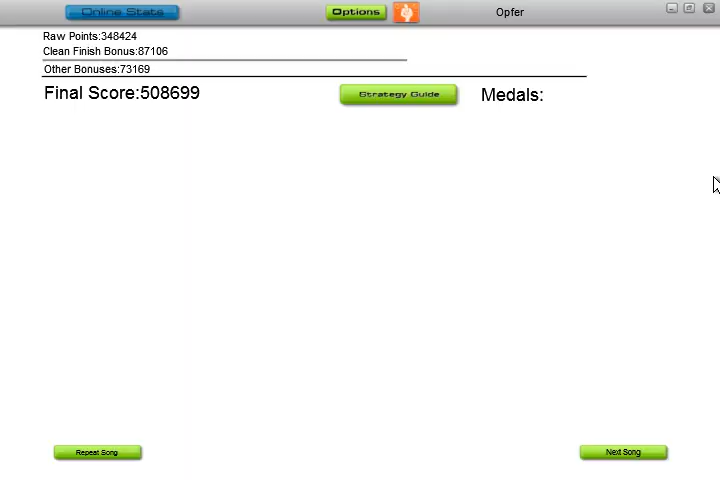 Online Stats
Options
Opfer
Raw Points:348424
Clean Finish Bonus:87106
Other Bonuses:73169
Final Score:508699
Strategy Guide
Medals:
Repeat Song
Next Song